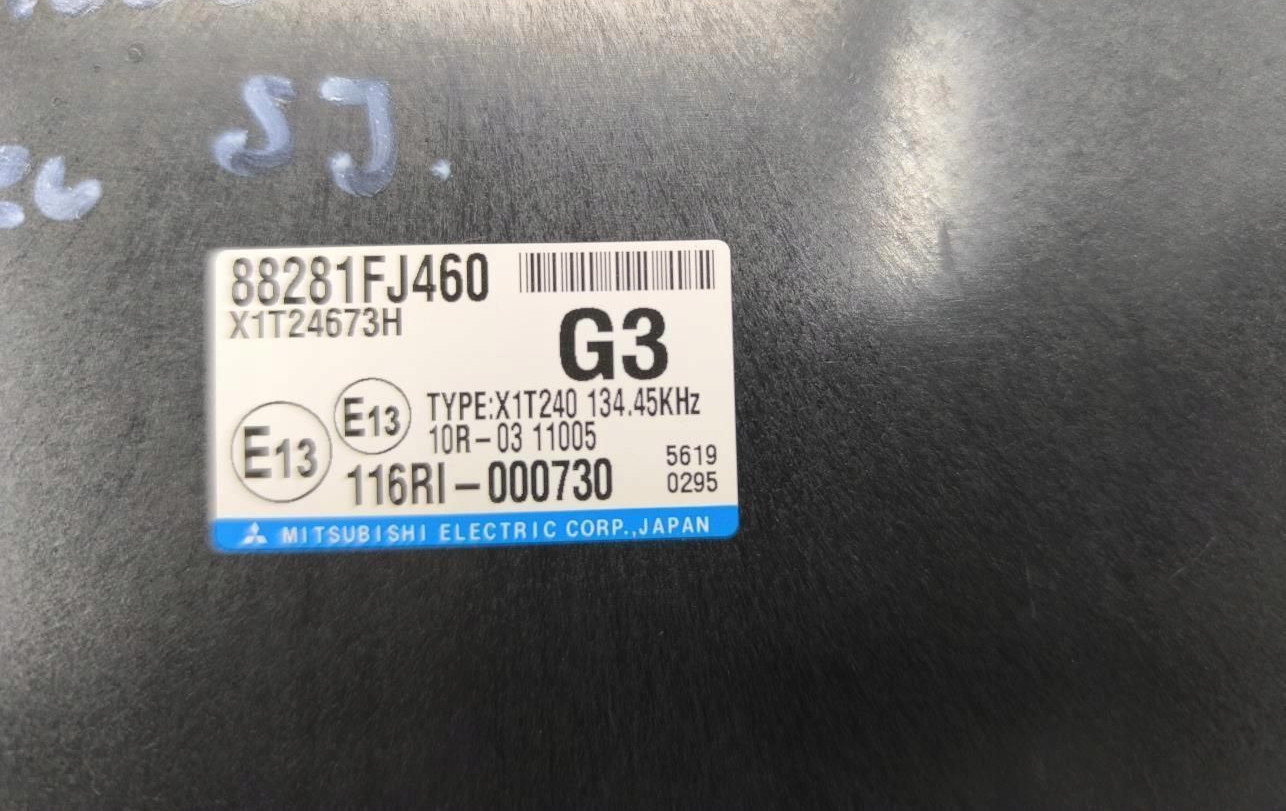 SJ.
88281FJ460
X1T24673H
G3
E13
E13
TYPE:X1T240 134.45KHz
10R-03 11005
116RI-000730
5619
0295
MITSUBISHI ELECTRIC CORP.,JAPAN